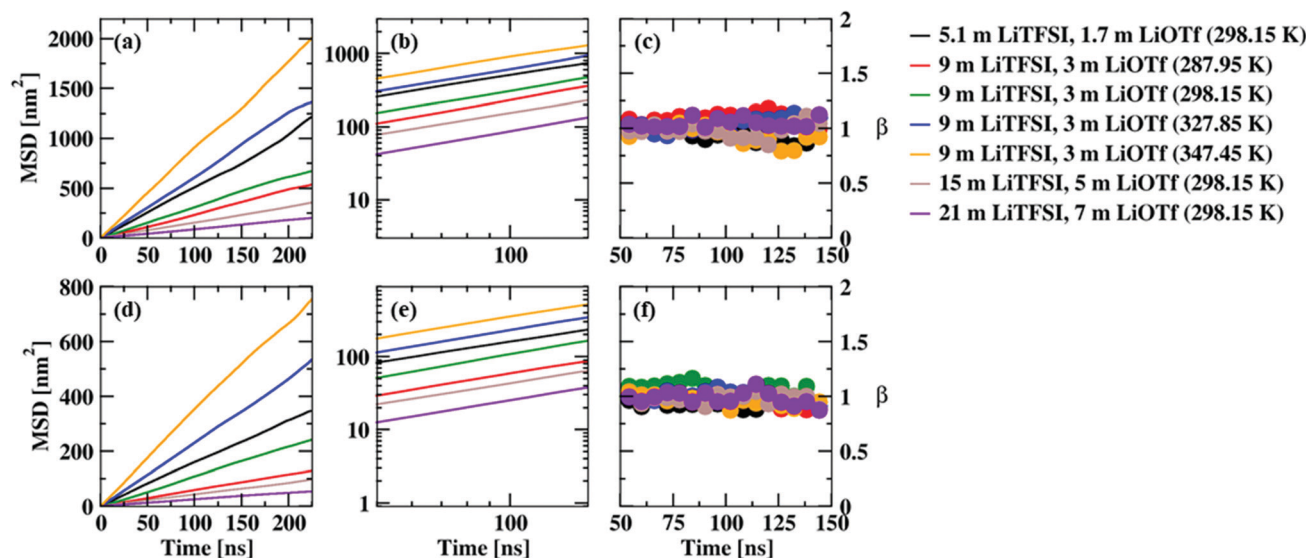 (a)
MSD [nm²]
2000
1500
1000
500
0
0 50 100 150 200
(b)
1000
100
10
100
(c)
2
1.5
1
0.5
0
β
50 75 100 125 150
5.1 m LiTFSI, 1.7 m LiOTf (298.15 K)
9 m LiTFSI, 3 m LiOTf (287.95 K)
9 m LiTFSI, 3 m LiOTf (298.15 K)
9 m LiTFSI, 3 m LiOTf (327.85 K)
9 m LiTFSI, 3 m LiOTf (347.45 K)
15 m LiTFSI, 5 m LiOTf (298.15 K)
21 m LiTFSI, 7 m LiOTf (298.15 K)
(d)
MSD [nm²]
800
600
400
200
0
0 50 100 150 200
Time [ns]
(e)
100
10
1
100
Time [ns]
(f)
2
1.5
1
0.5
0
β
50 75 100 125 150
Time [ns]